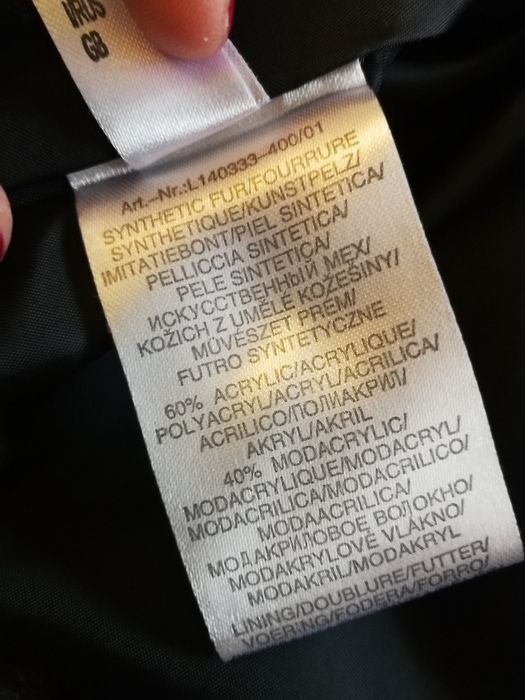 IRUS
GB
Art.-Nr.:L140333-400/01
SYNTHETIC FUR/FOURRURE
SYNTHETIQUE/KUNSTPELZ/
IMITATIEBONT/PIEL SINTETICA/
PELLICCIA SINTETICA/
PELE SINTETICA/
ИСКУССТВЕННЫЙ МЕХ/
KOŽICH Z UMĚLÉ KOŽEŠINY/
MŰVESZET PRÉM/
FUTRO SYNTETYCZNE
60% ACRYLIC/ACRYLIQUE/
POLYACRYL/ACRYL/ACRILICA/
ACRILICO/ПОЛИАКРИЛ/
AKRYL/AKRIL
40% MODACRYLIC/
MODACRYLIQUE/MODACRYL/
MODACRILICA/MODACRILICO/
MODAACRILICA/
МОДАКРИЛОВОЕ ВОЛОКНО/
MODAKRYLOVÉ VLÁKNO/
MODAKRIL/MODAKRYL
LINING/DOUBLURE/FUTTER/
VOERING/FODERA/FORRO/